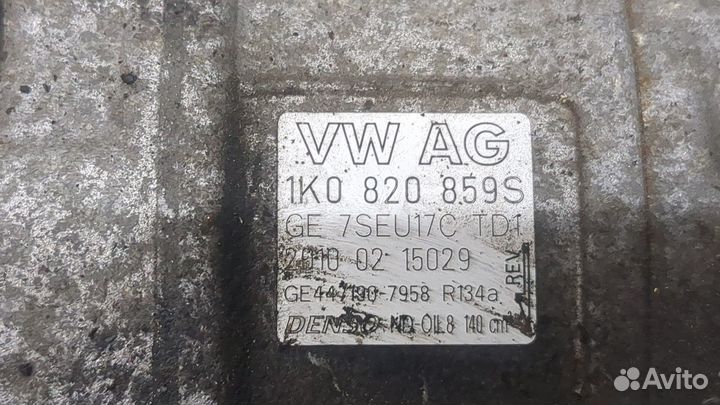 VW AG
1K0 820 859S
GE 7SEU17C TD1
2010 02 15029
GE447190-7958 R134a
REV.
DENSO ND-OIL8 140 cm³
Avito